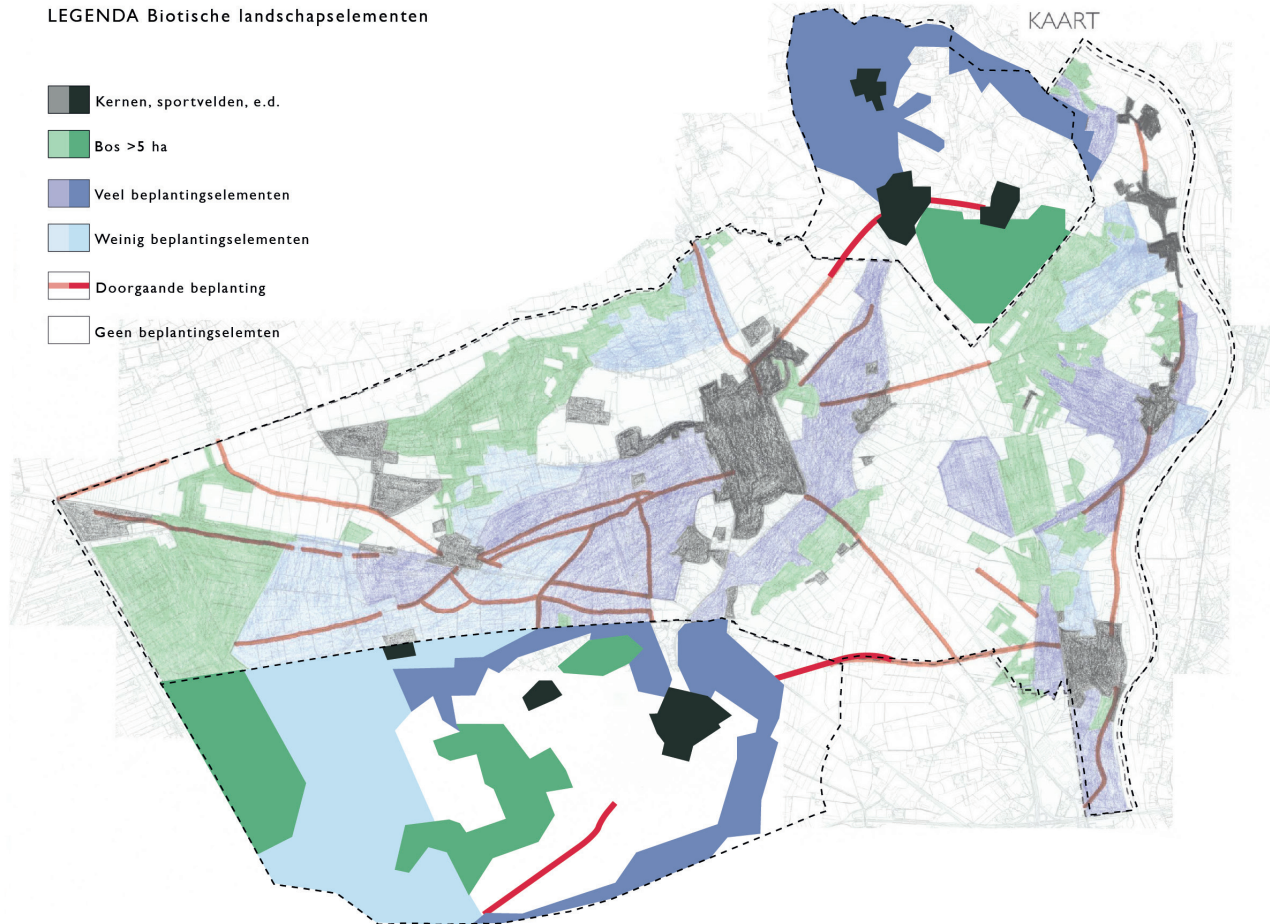 LEGENDA Biotische landschapselementen
KAART
Kernen, sportvelden, e.d.
Bos >5 ha
Veel beplantingselementen
Weinig beplantingselementen
Doorgaande beplanting
Geen beplantingselemten